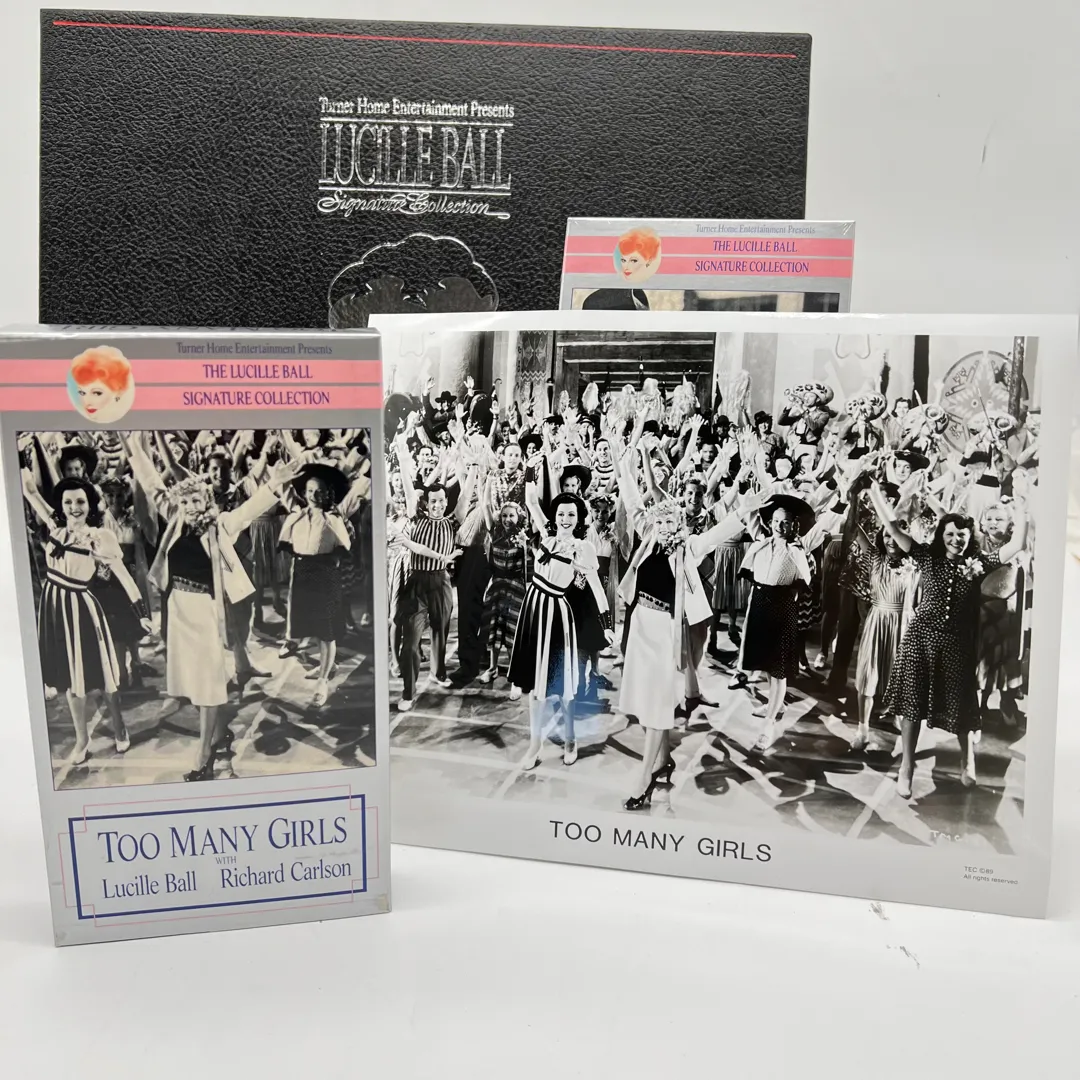 Turner Home Entertainment Presents
LUCILLE BALL
Signature Collection
Turner Home Entertainment Presents
THE LUCILLE BALL
SIGNATURE COLLECTION
Turner Home Entertainment Presents
THE LUCILLE BALL
SIGNATURE COLLECTION
TOO MANY GIRLS
WITH
Lucille Ball Richard Carlson
TOO MANY GIRLS
TEC ©89
All rights reserved